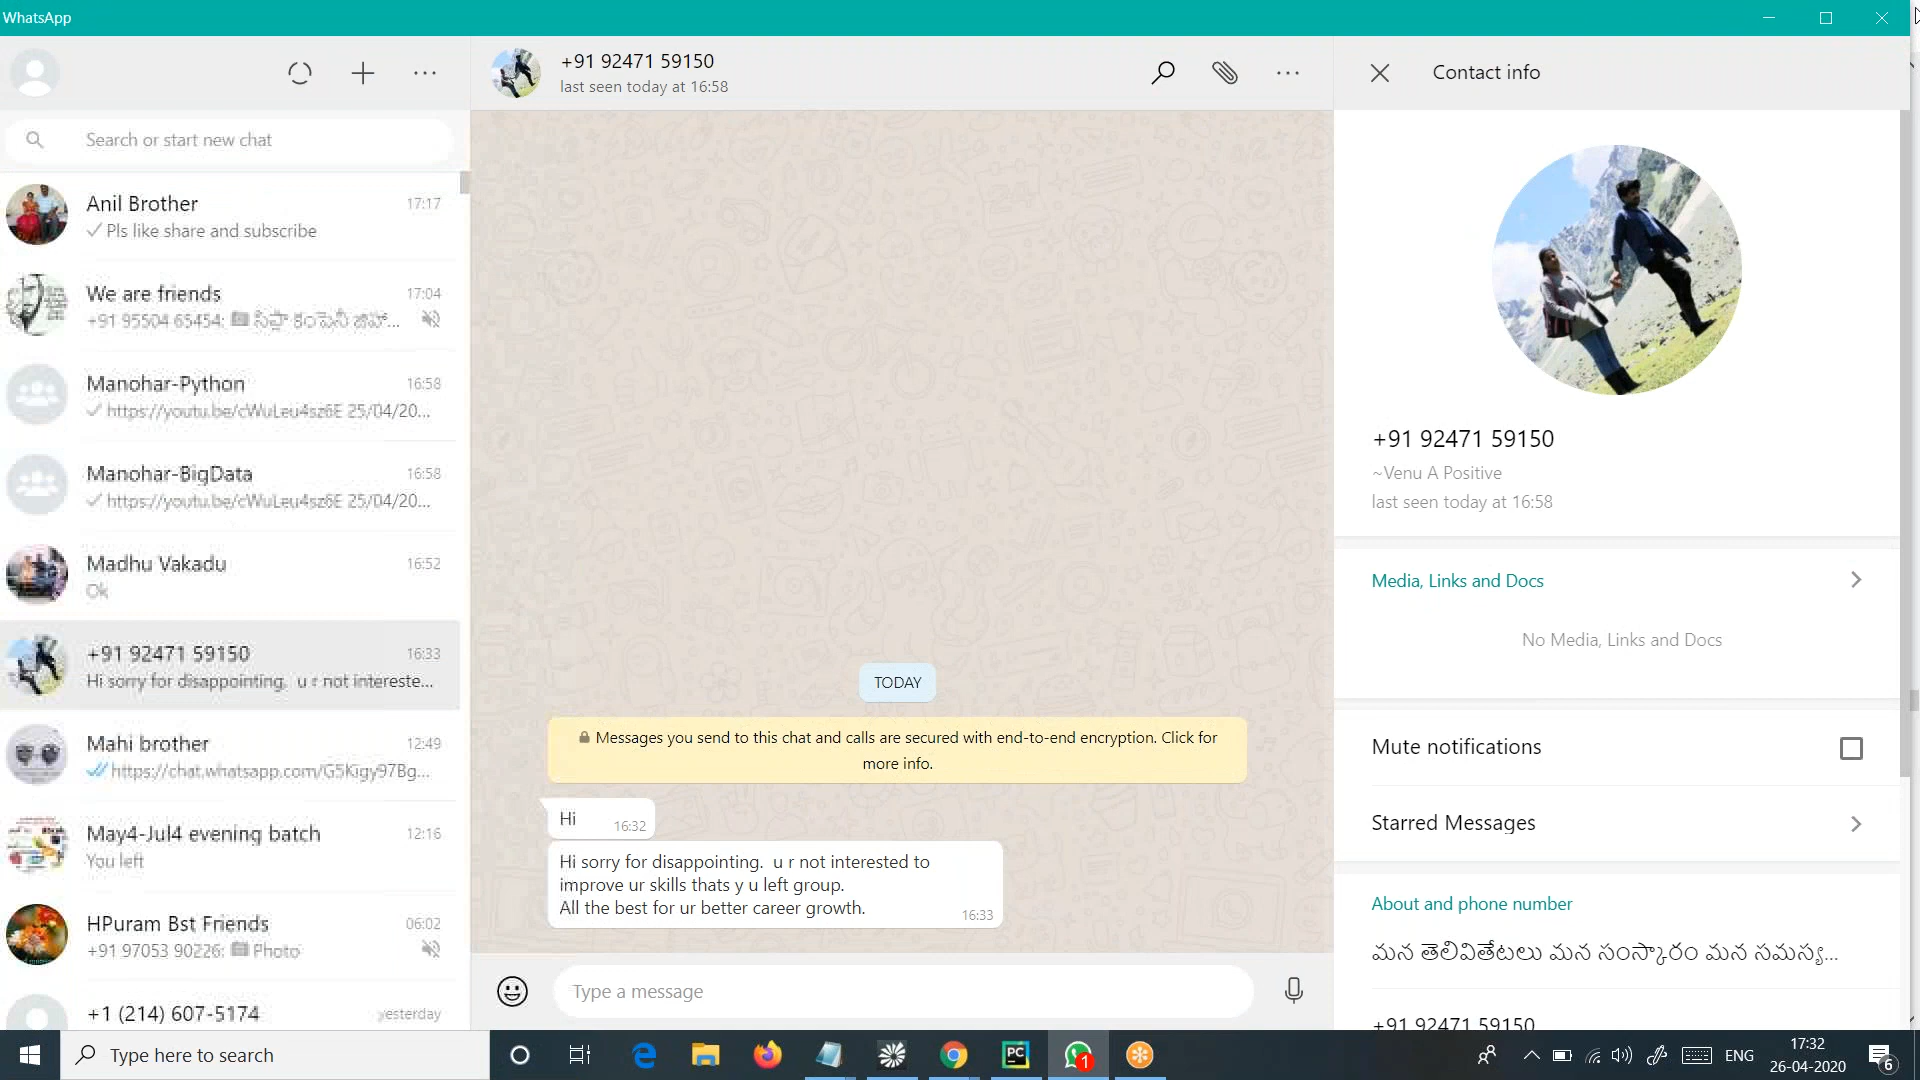 WhatsApp
Search or start new chat
Anil Brother 17:17
Pls like share and subscribe
We are friends 17:04
+91 95504 65454:
Manohar-Python 16:58
https://youtu.be/cWuLeu4sz6E 25/04/20...
Manohar-BigData 16:58
https://youtu.be/cWuLeu4sz6E 25/04/20...
Madhu Vakadu 16:52
Ok
+91 92471 59150 16:33
Hi sorry for disappointing. u r not intereste...
Mahi brother 12:49
https://chat.whatsapp.com/G5Kigy97Bg...
May4-Jul4 evening batch 12:16
You left
HPuram Bst Friends 06:02
+91 97053 90226: Photo
+1 (214) 607-5174 yesterday
+91 92471 59150
last seen today at 16:58
TODAY
Messages you send to this chat and calls are secured with end-to-end encryption. Click for
more info.
Hi 16:32
Hi sorry for disappointing. u r not interested to
improve ur skills thats y u left group.
All the best for ur better career growth. 16:33
Type a message
Contact info
+91 92471 59150
~Venu A Positive
last seen today at 16:58
Media, Links and Docs
No Media, Links and Docs
Mute notifications
Starred Messages
About and phone number
మన తెలివితేటలు మన సంస్కారం మన సమస్య...
+91 92471 59150
Type here to search
PC
1
ENG
17:32
26-04-2020
6